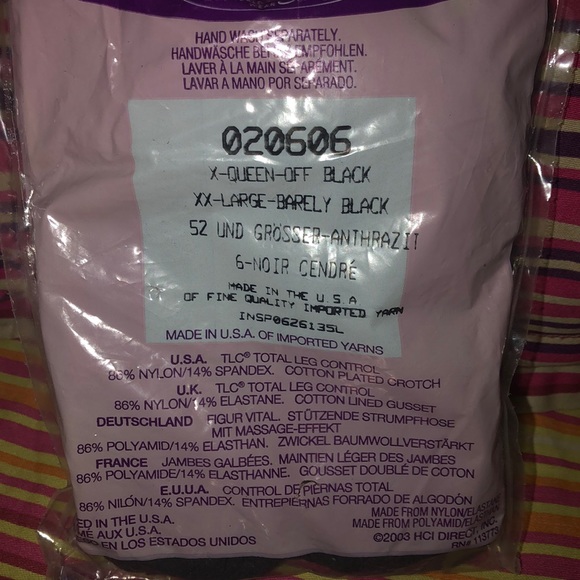 HAND WASH SEPARATELY.
HANDWÄSCHE EMPFOHLEN.
LAVER À LA MAIN SÉPARÉMENT.
LAVAR A MANO POR SEPARADO.
020606
X-QUEEN-OFF BLACK
XX-LARGE-BARELY BLACK
52 UND GRÖSSER-ANTHRAZIT
6-NOIR CENDRÉ
MADE IN THE U S A
OF FINE QUALITY IMPORTED YARN
INSP0626135L
MADE IN U.S.A. OF IMPORTED YARNS
U.S.A. TLC® TOTAL LEG CONTROL
86% NYLON/14% SPANDEX. COTTON PLATED CROTCH
U.K. TLC® TOTAL LEG CONTROL
86% NYLON/14% ELASTANE. COTTON LINED GUSSET
DEUTSCHLAND FIGUR VITAL. STÜTZENDE STRUMPFHOSE
MIT MASSAGE-EFFEKT
86% POLYAMID/14% ELASTHAN. ZWICKEL BAUMWOLLVERSTÄRKT
FRANCE JAMBES GALBÉES. MAINTIEN LÉGER DES JAMBES
86% POLYAMIDE/14% ELASTHANNE. GOUSSET DOUBLÉ DE COTON
E.U.U.A. CONTROL DE PIERNAS TOTAL
86% NILÓN/14% SPANDEX. ENTREPIERNAS FORRADO DE ALGODÓN
MADE FROM NYLON/ELASTANE
ED IN THE U.S.A.
MADE FROM POLYAMID/
MÉ AUX U.S.A.
©2003 HCI DIRECT, INC.
EN LOS ESTADOS UNIDOS
RN#